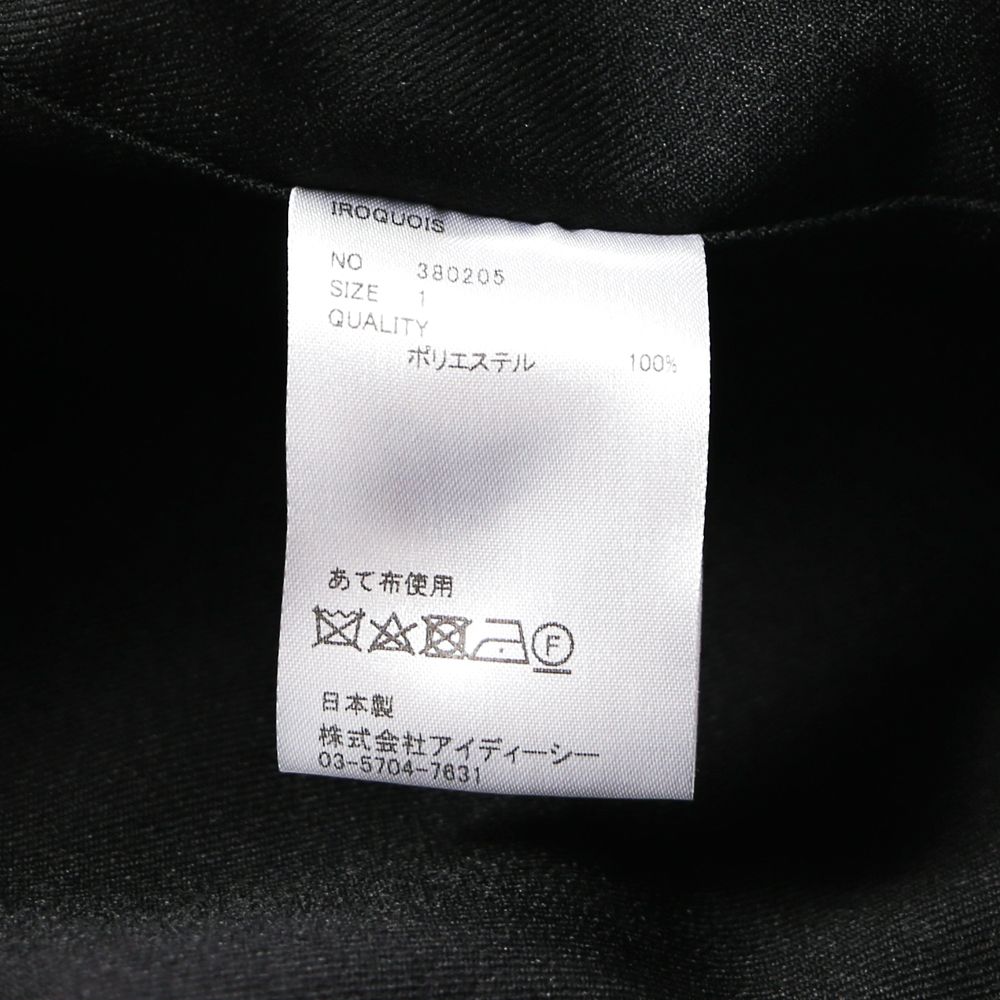 IROQUOIS
NO 380205
SIZE 1
QUALITY
ポリエステル 100%
あて布使用
F
日本製
株式会社アイディーシー
03-5704-7631